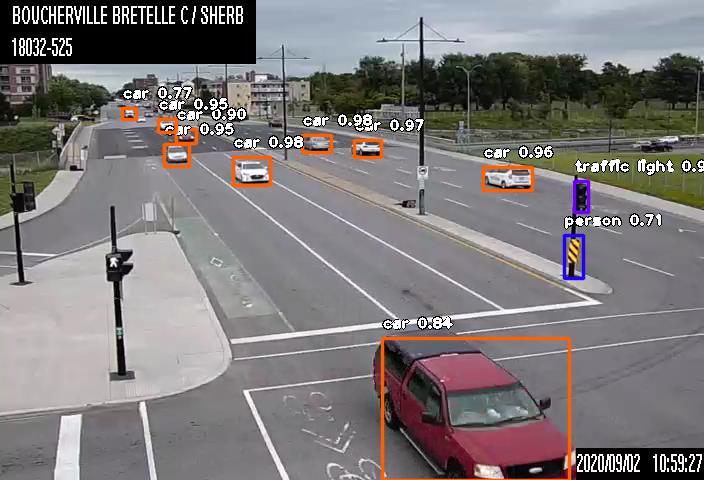 BOUCHERVILLE BRETELLE C / SHERB
18032-525
car 0.77
car 0.95
car 0.90
car 0.95
car 0.98
car 0.98
car 0.97
car 0.96
traffic light 0.9
person 0.71
car 0.84
2020/09/02 10:59:27